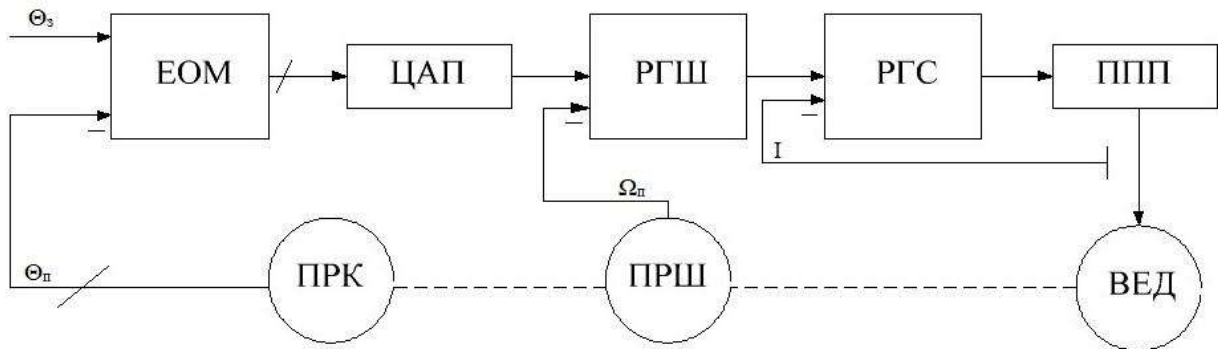 Θз
ЕОМ
ЦАП
РГШ
РГС
ППП
–
–
–
I
Ωп
Θп
ПРК
ПРШ
ВЕД